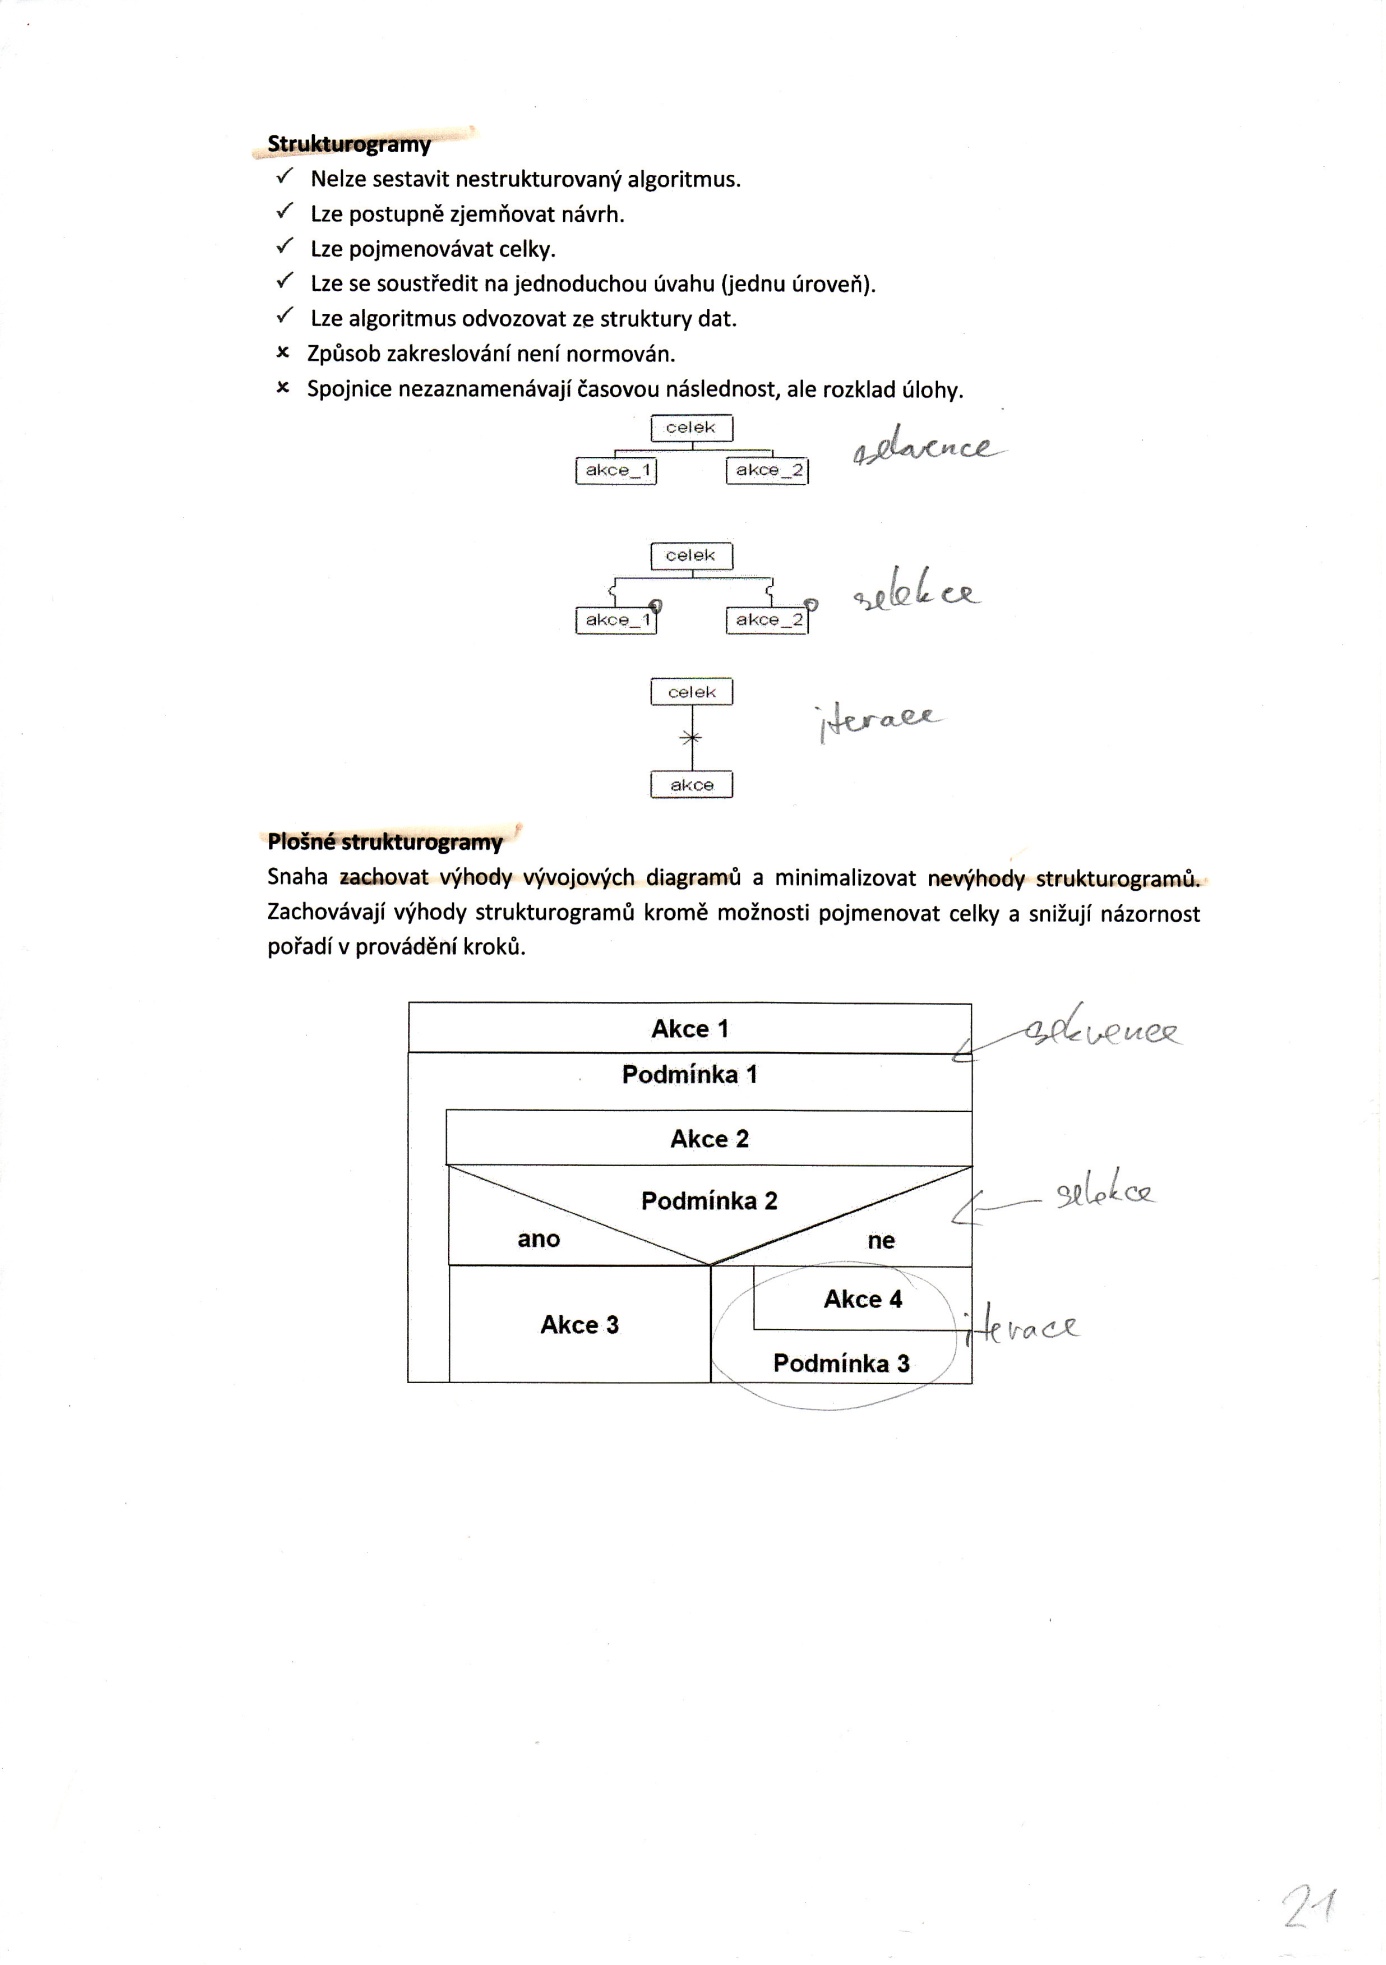 Strukturogramy
✓ Nelze sestavit nestrukturovaný algoritmus.
✓ Lze postupně zjemňovat návrh.
✓ Lze pojmenovávat celky.
✓ Lze se soustředit na jednoduchou úvahu (jednu úroveň).
✓ Lze algoritmus odvozovat ze struktury dat.
× Způsob zakreslování není normován.
× Spojnice nezaznamenávají časovou následnost, ale rozklad úlohy.
celek
sekvence
akce_1 akce_2
celek
selekce
akce_1 akce_2
celek
iterace
akce
Plošné strukturogramy
Snaha zachovat výhody vývojových diagramů a minimalizovat nevýhody strukturogramů.
Zachovávají výhody strukturogramů kromě možnosti pojmenovat celky a snižují názornost
pořadí v provádění kroků.
Akce 1
sekvence
Podmínka 1
Akce 2
Podmínka 2
selekce
ano ne
Akce 4
Akce 3
iterace
Podmínka 3
21